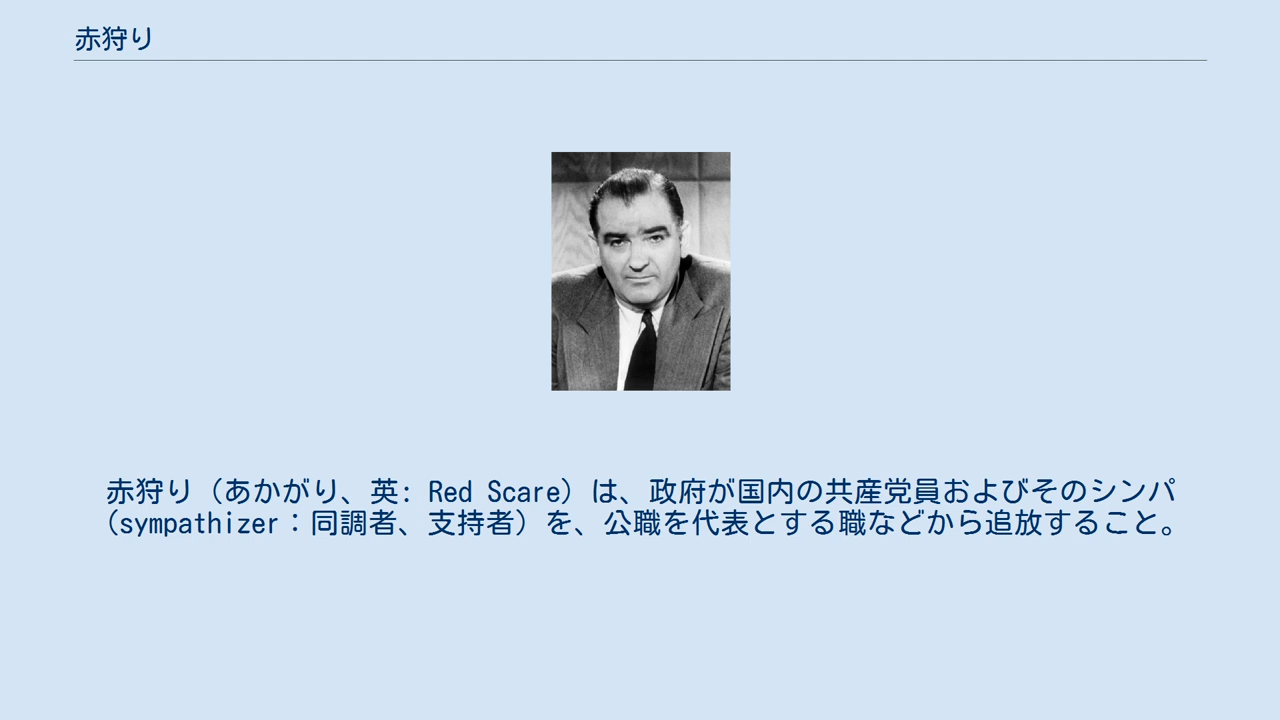 赤狩り
赤狩り（あかがり、英: Red Scare）は、政府が国内の共産党員およびそのシンパ
（sympathizer：同調者、支持者）を、公職を代表とする職などから追放すること。